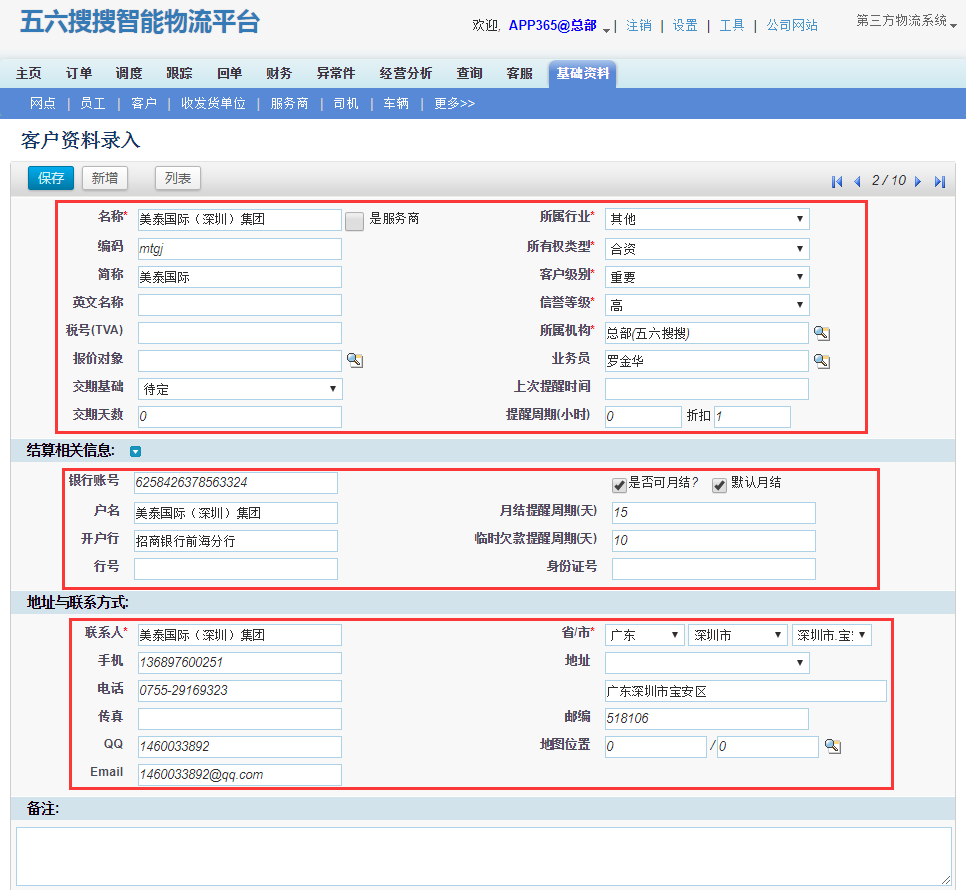 五六搜搜智能物流平台
欢迎, APP365@总部 | 注销 | 设置 | 工具 | 公司网站 第三方物流系统
主页 订单 调度 跟踪 回单 财务 异常件 经营分析 查询 客服 基础资料
网点 | 员工 | 客户 | 收发货单位 | 服务商 | 司机 | 车辆 | 更多>>
客户资料录入
保存 新增 列表 2 / 10
名称* 美泰国际（深圳）集团 是服务商 所属行业* 其他
编码 mtgj 所有权类型* 合资
简称 美泰国际 客户级别* 重要
英文名称 信誉等级* 高
税号(TVA) 所属机构* 总部(五六搜搜)
报价对象 业务员 罗金华
交期基础 待定 上次提醒时间
交期天数 0 提醒周期(小时) 0 折扣 1
结算相关信息:
银行账号 6258426378563324 是否可月结? 默认月结
户名 美泰国际（深圳）集团 月结提醒周期(天) 15
开户行 招商银行前海分行 临时欠款提醒周期(天) 10
行号 身份证号
地址与联系方式:
联系人* 美泰国际（深圳）集团 省/市* 广东 深圳市 深圳市.宝
手机 136897600251 地址
电话 0755-29169323 广东深圳市宝安区
传真 邮编 518106
QQ 1460033892 地图位置 0 / 0
Email 1460033892@qq.com
备注: